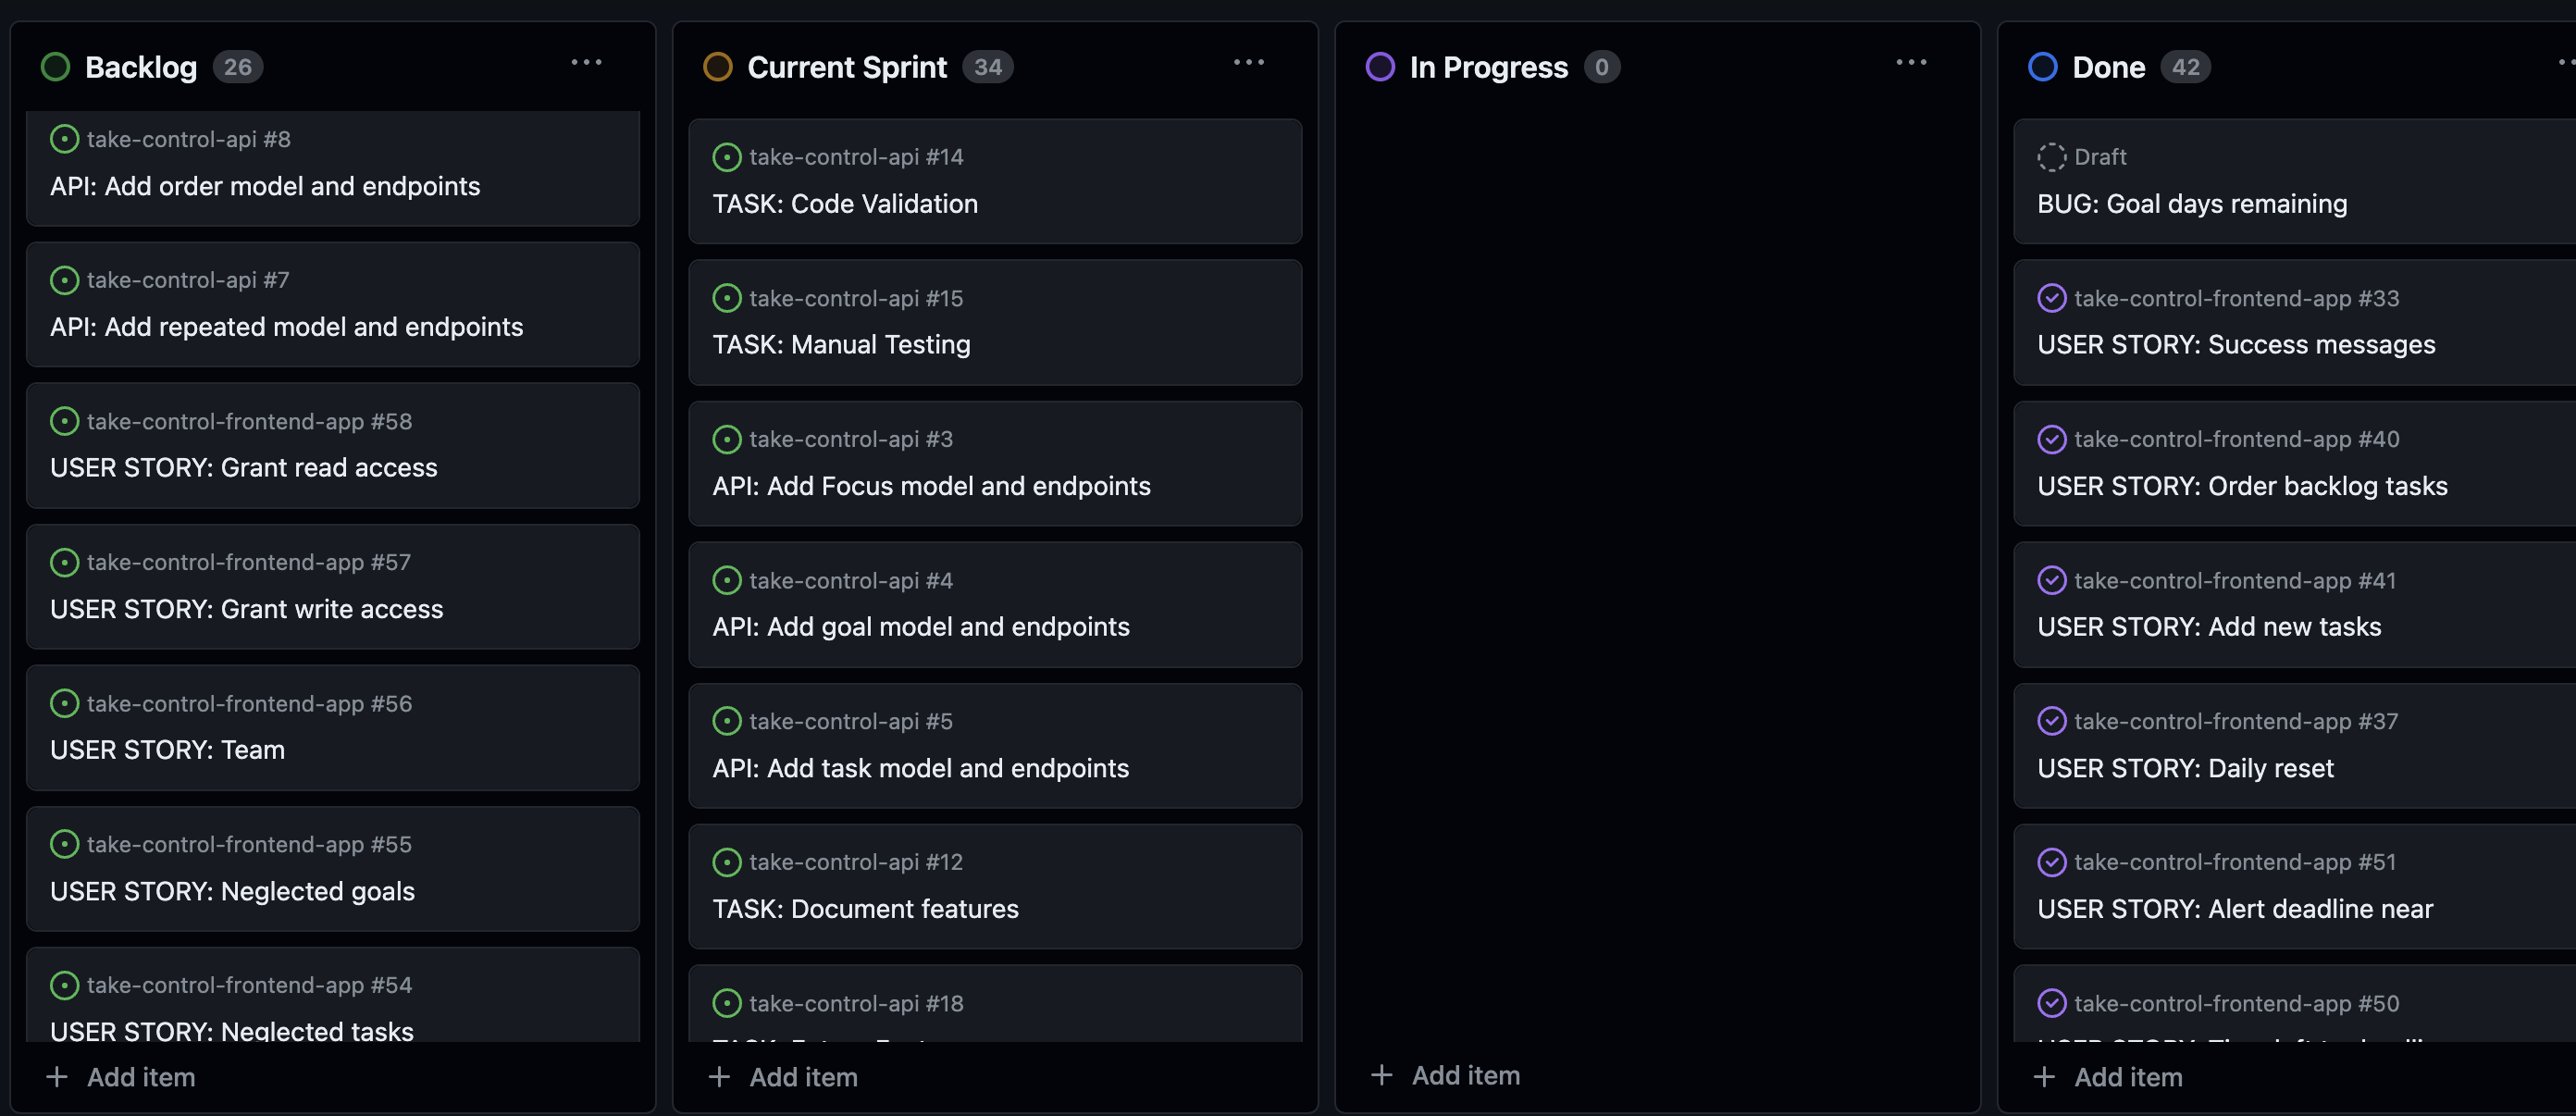 Backlog 26
take-control-api #8
API: Add order model and endpoints
take-control-api #7
API: Add repeated model and endpoints
take-control-frontend-app #58
USER STORY: Grant read access
take-control-frontend-app #57
USER STORY: Grant write access
take-control-frontend-app #56
USER STORY: Team
take-control-frontend-app #55
USER STORY: Neglected goals
take-control-frontend-app #54
USER STORY: Neglected tasks
+ Add item
Current Sprint 34
take-control-api #14
TASK: Code Validation
take-control-api #15
TASK: Manual Testing
take-control-api #3
API: Add Focus model and endpoints
take-control-api #4
API: Add goal model and endpoints
take-control-api #5
API: Add task model and endpoints
take-control-api #12
TASK: Document features
take-control-api #18
+ Add item
In Progress 0
+ Add item
Done 42
Draft
BUG: Goal days remaining
take-control-frontend-app #33
USER STORY: Success messages
take-control-frontend-app #40
USER STORY: Order backlog tasks
take-control-frontend-app #41
USER STORY: Add new tasks
take-control-frontend-app #37
USER STORY: Daily reset
take-control-frontend-app #51
USER STORY: Alert deadline near
take-control-frontend-app #50
+ Add item